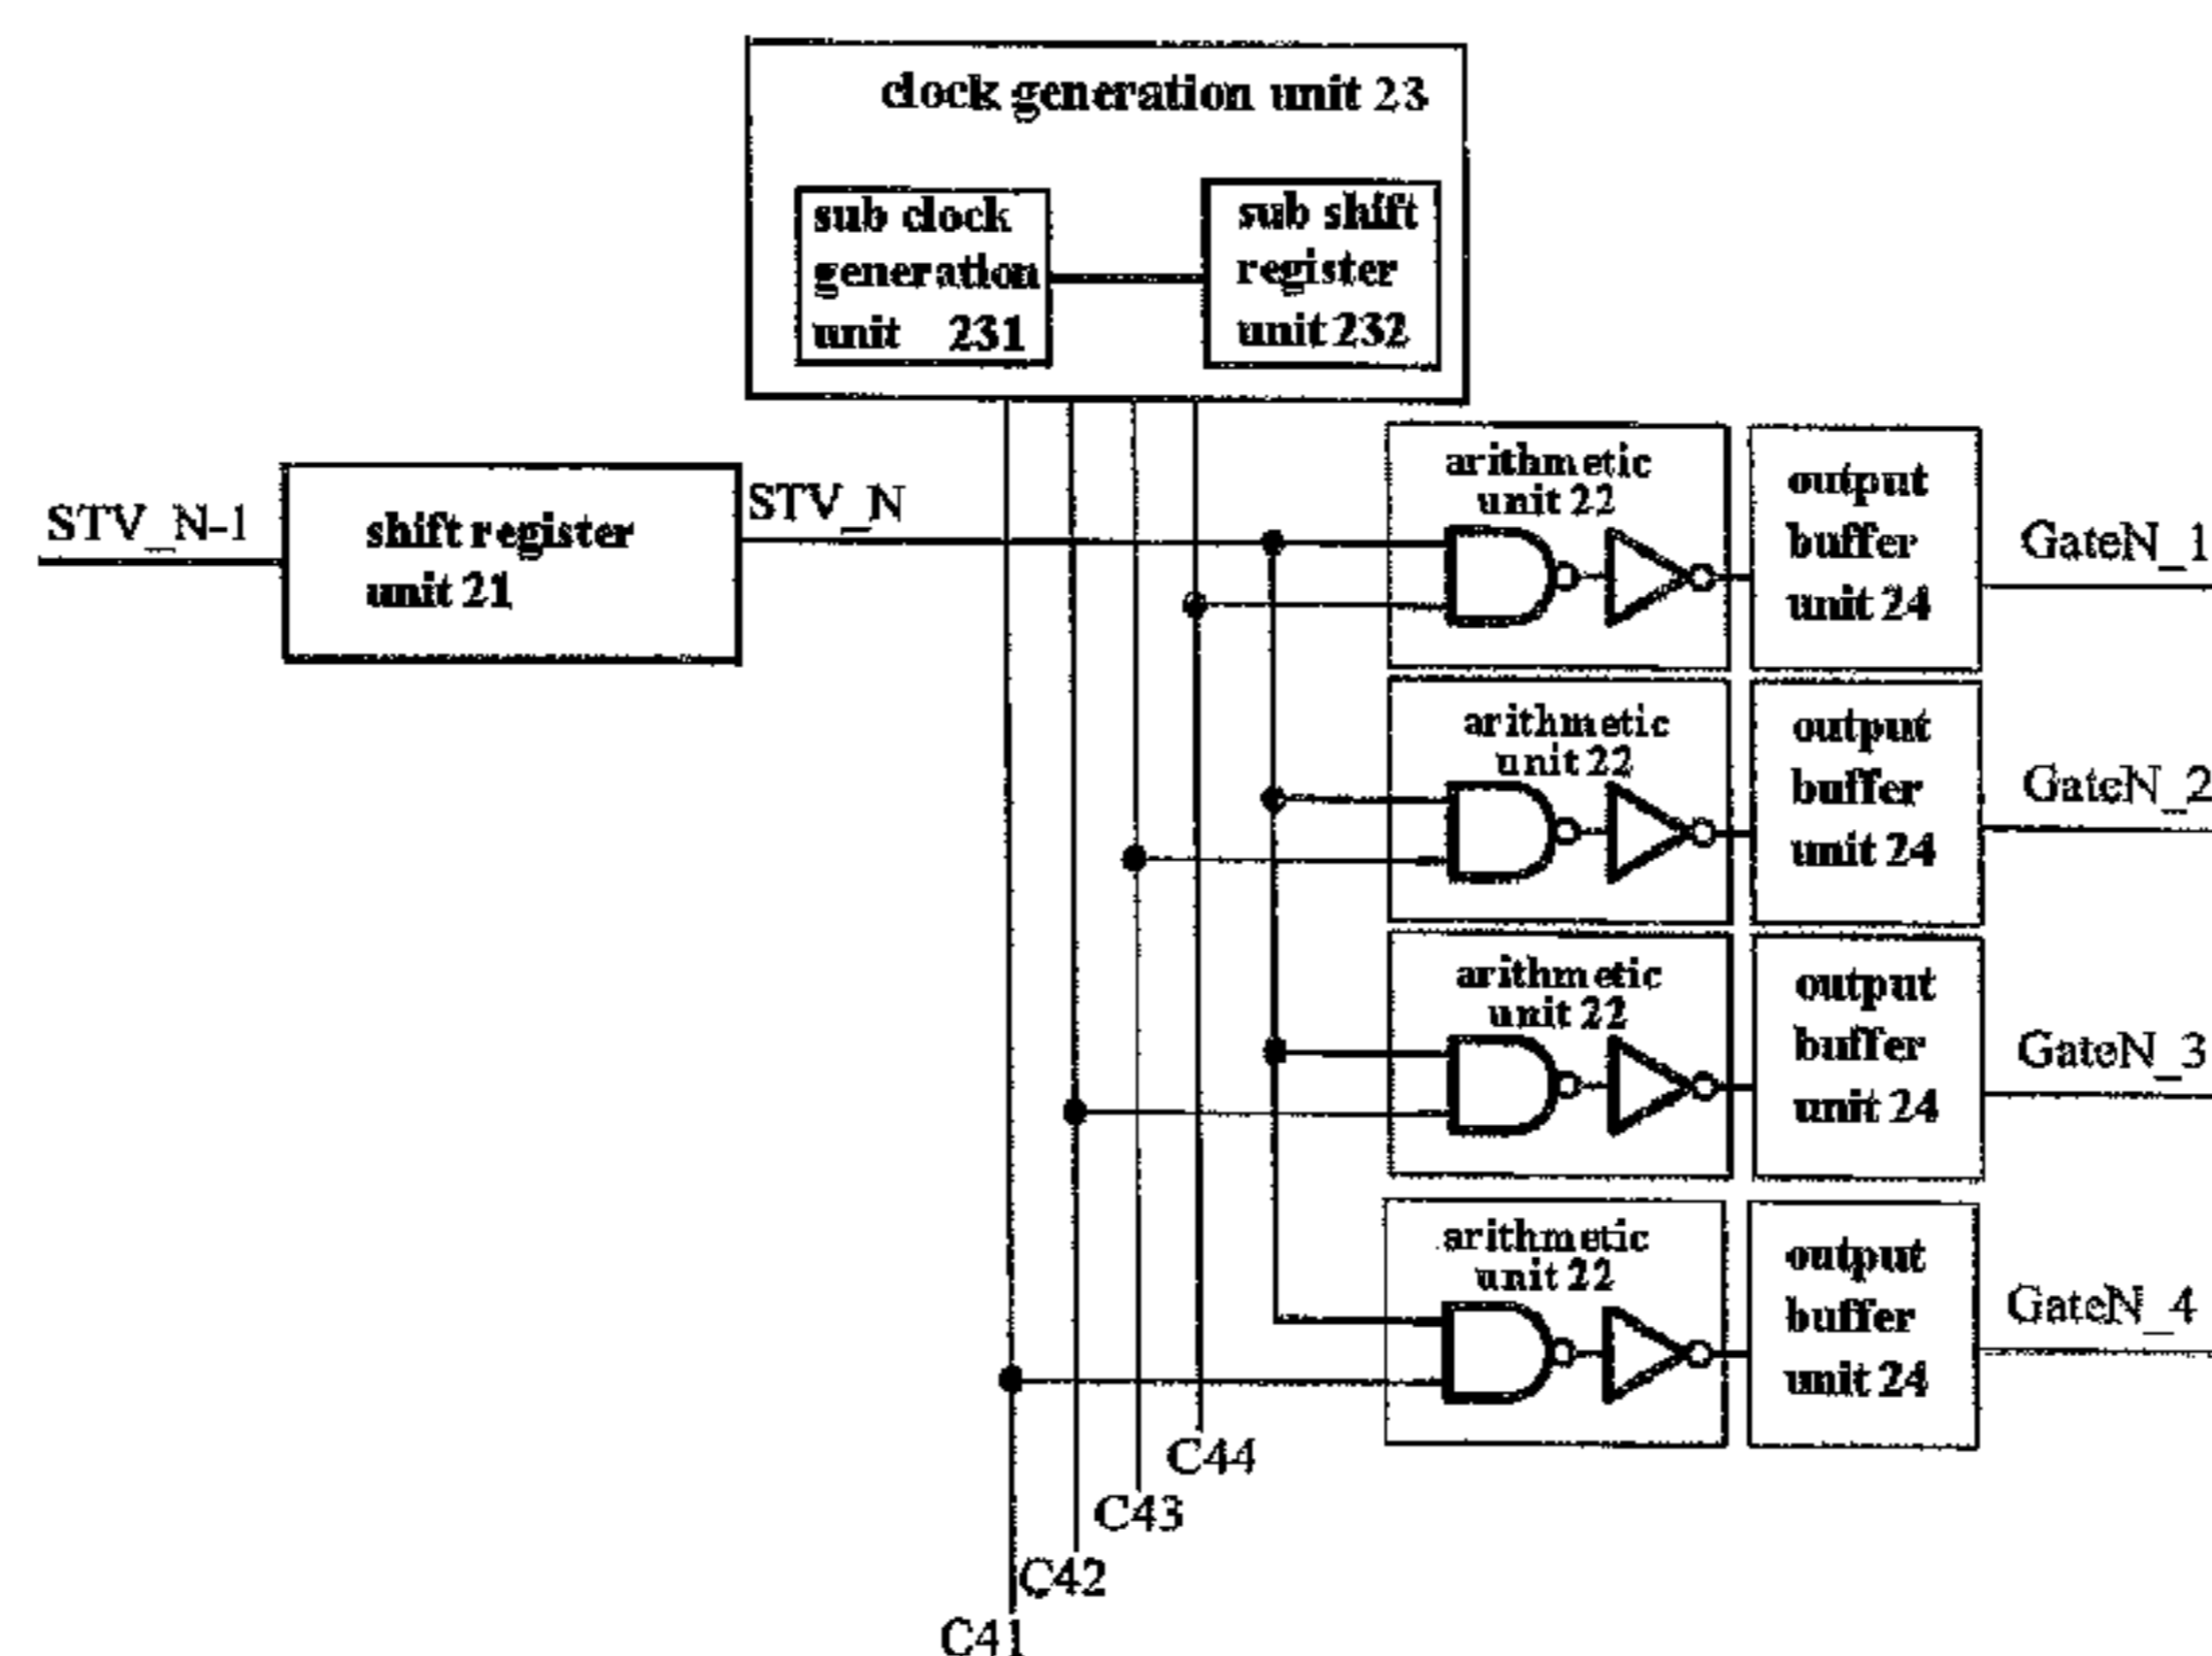 clock generation unit 23
sub clock
generation
unit 231
sub shift
register
unit 232
STV_N-1
shift register
unit 21
STV_N
arithmetic
unit 22
output
buffer
unit 24
GateN_1
arithmetic
unit 22
output
buffer
unit 24
GateN_2
arithmetic
unit 22
output
buffer
unit 24
GateN_3
arithmetic
unit 22
output
buffer
unit 24
GateN_4
C44
C43
C42
C41